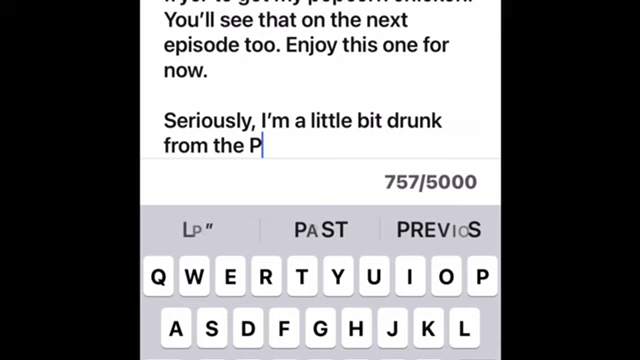 You'll see that on the next
episode too. Enjoy this one for
now.
Seriously, I'm a little bit drunk
from the P
757/5000
PAST
Q W E R T Y U I O P
A S D F G H J K L